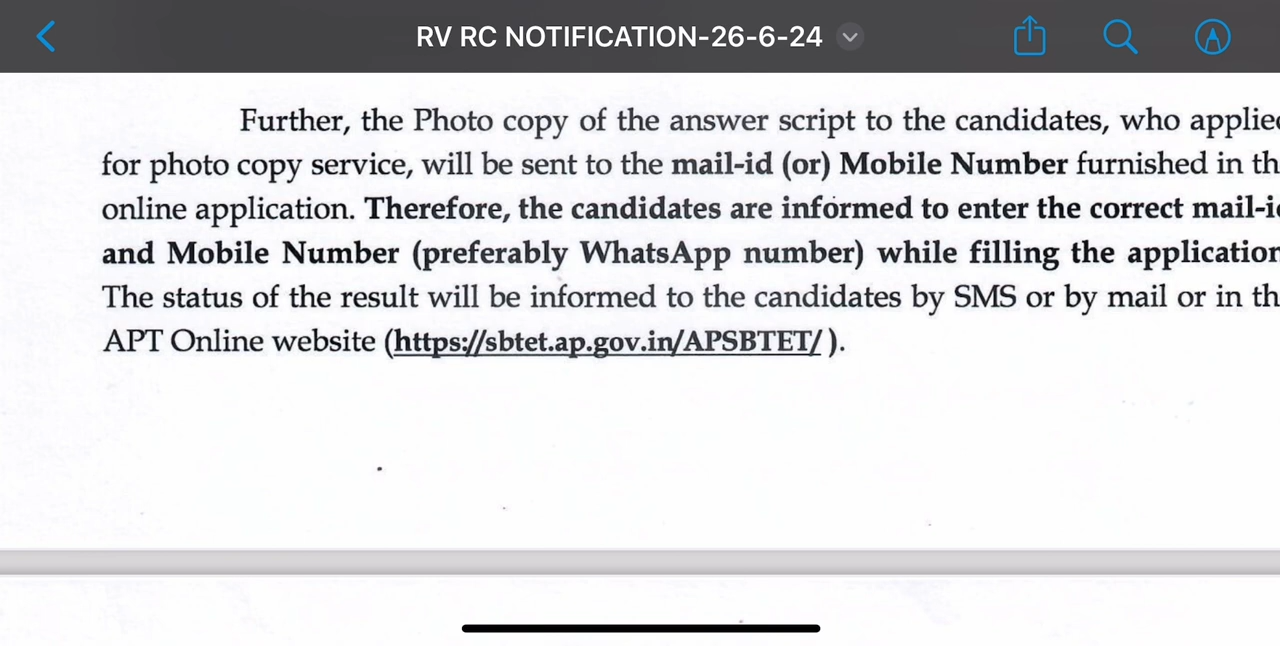 RV RC NOTIFICATION-26-6-24
Further, the Photo copy of the answer script to the candidates, who applie
for photo copy service, will be sent to the mail-id (or) Mobile Number furnished in th
online application. Therefore, the candidates are informed to enter the correct mail-i
and Mobile Number (preferably WhatsApp number) while filling the application
The status of the result will be informed to the candidates by SMS or by mail or in th
APT Online website (https://sbtet.ap.gov.in/APSBTET/ ).